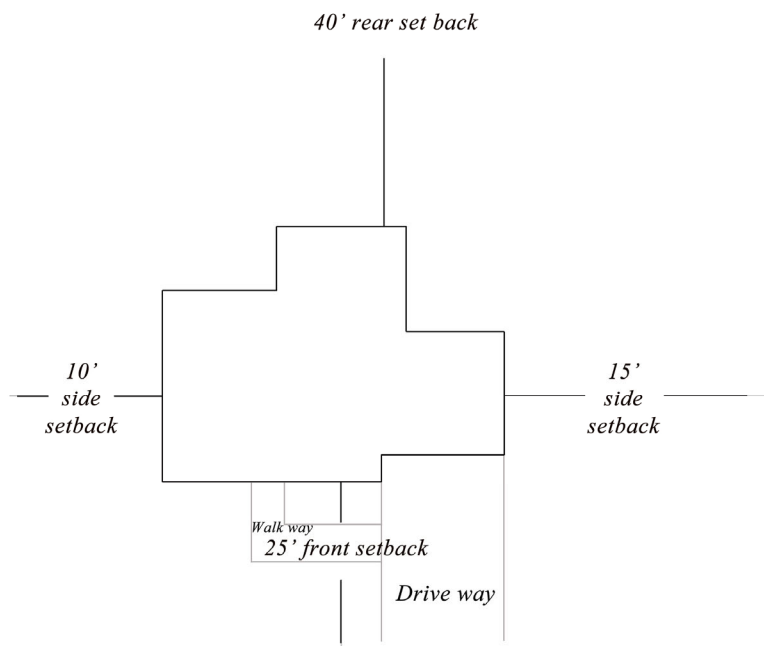 40’ rear set back
10’
side
setback
15’
side
setback
Walk way
25’ front setback
Drive way